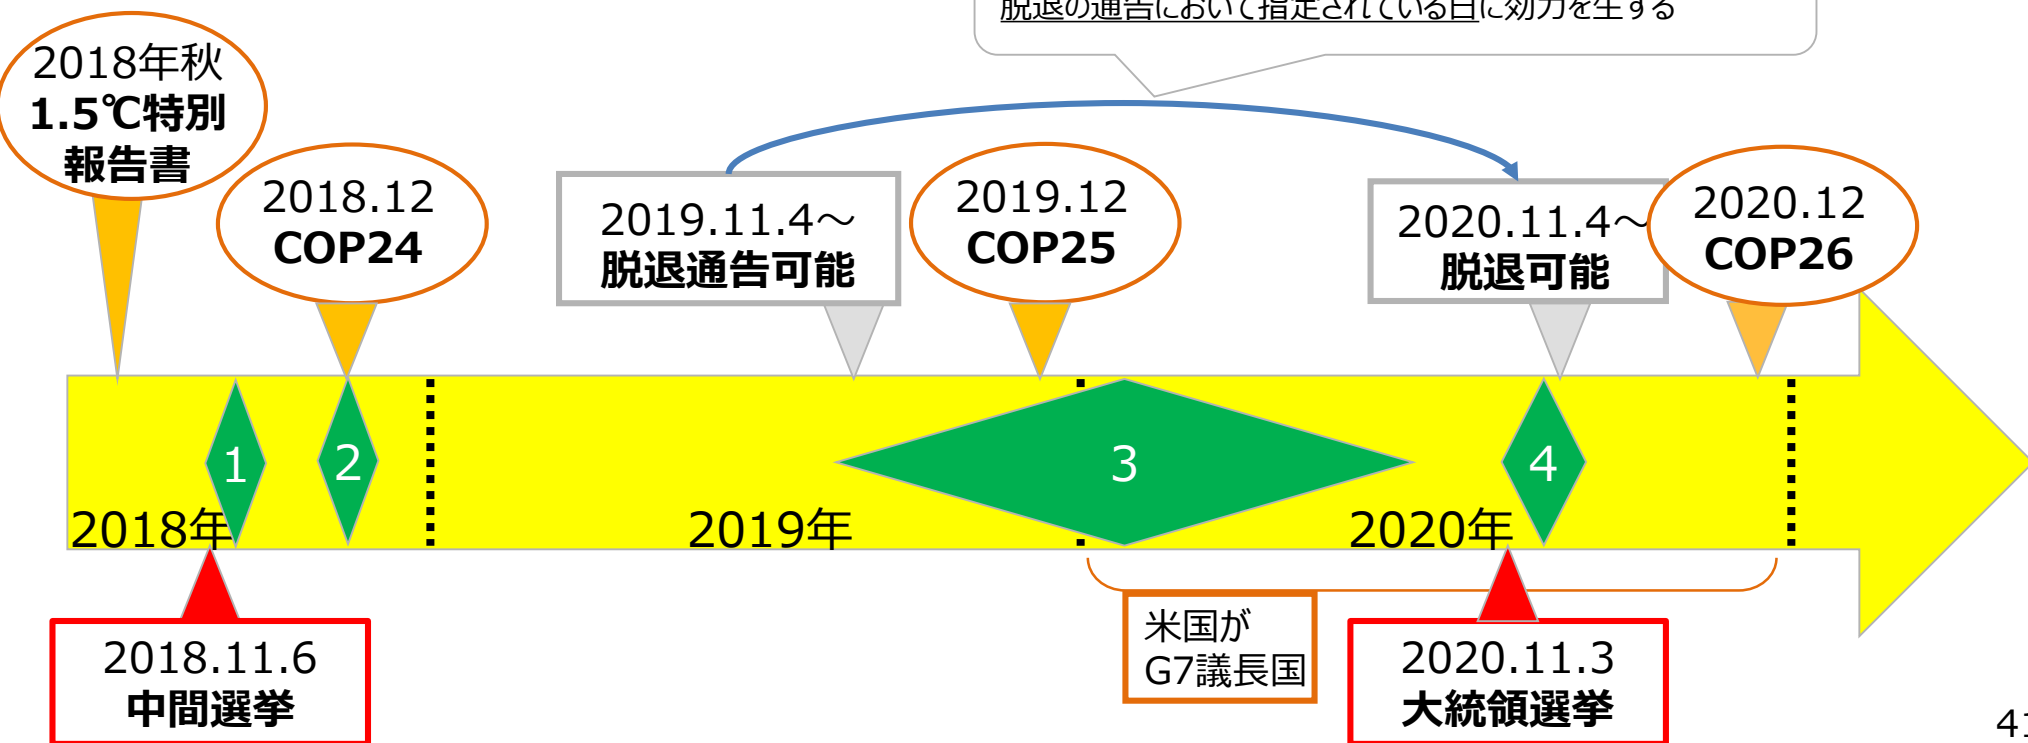 脱退の通告において指定されている日に効力を生ずる
2018年秋
1.5℃特別
報告書
2018.12
COP24
2019.11.4～
脱退通告可能
2019.12
COP25
2020.11.4～
脱退可能
2020.12
COP26
1
2
3
4
2018年
2019年
2020年
2018.11.6
中間選挙
米国が
G7議長国
2020.11.3
大統領選挙